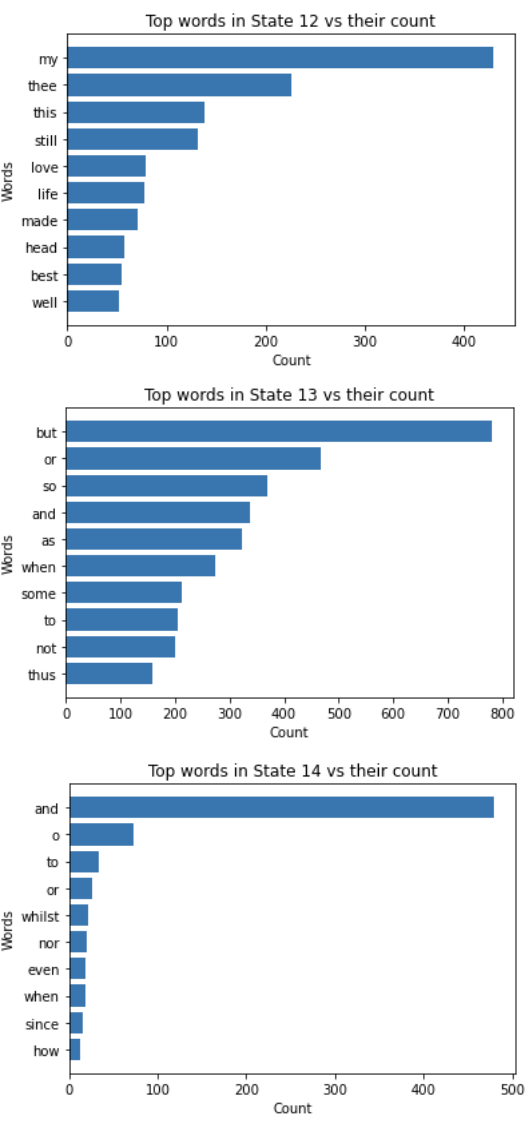 Top words in State 12 vs their count
my
thee
this
still
love
life
made
head
best
well
Words
0 100 200 300 400
Count
Top words in State 13 vs their count
but
or
so
and
as
when
some
to
not
thus
Words
0 100 200 300 400 500 600 700 800
Count
Top words in State 14 vs their count
and
o
to
or
whilst
nor
even
when
since
how
Words
0 100 200 300 400 500
Count